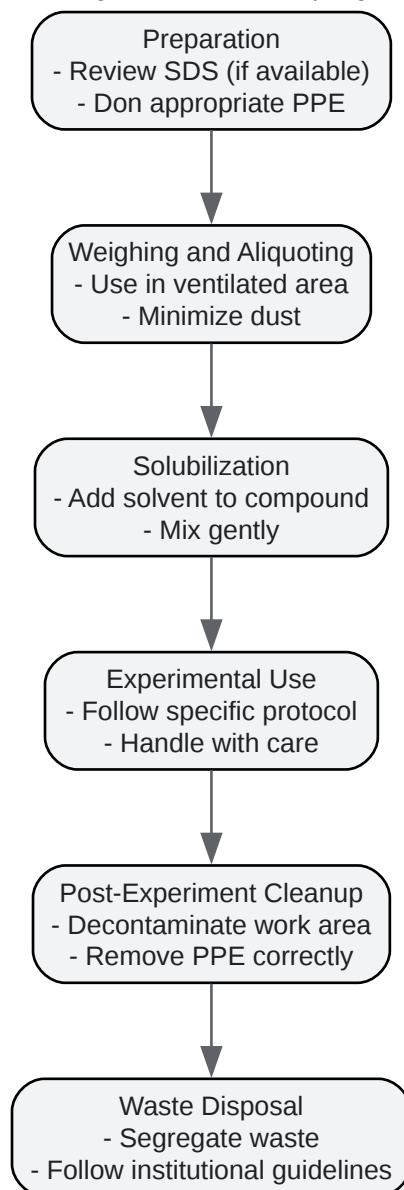 Preparation
- Review SDS (if available)
- Don appropriate PPE
Weighing and Aliquoting
- Use in ventilated area
- Minimize dust
Solubilization
- Add solvent to compound
- Mix gently
Experimental Use
- Follow specific protocol
- Handle with care
Post-Experiment Cleanup
- Decontaminate work area
- Remove PPE correctly
Waste Disposal
- Segregate waste
- Follow institutional guidelines